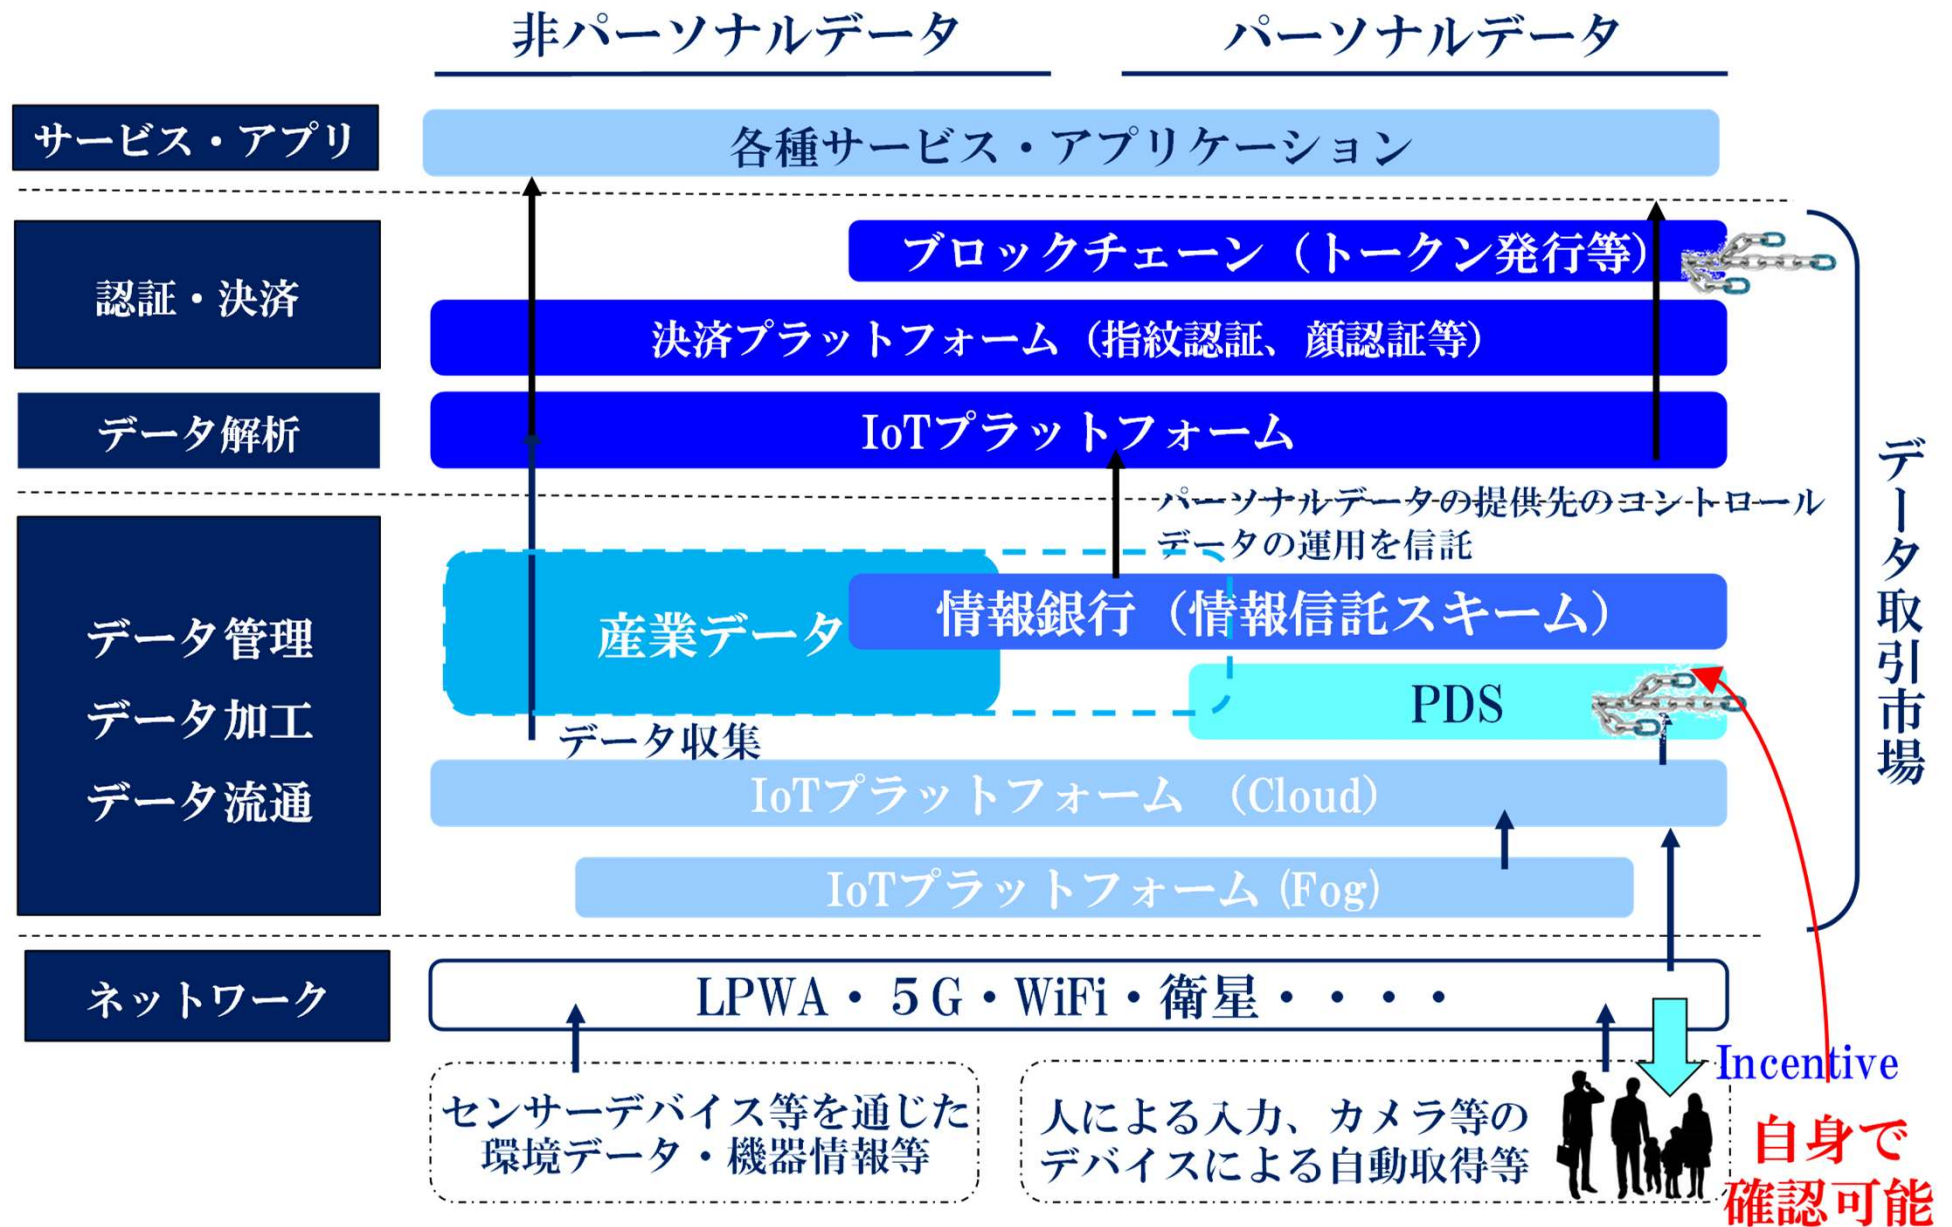 非パーソナルデータ
パーソナルデータ
サービス・アプリ
各種サービス・アプリケーション
認証・決済
ブロックチェーン（トークン発行等）
決済プラットフォーム（指紋認証、顔認証等）
データ解析
IoTプラットフォーム
パーソナルデータの提供先のコントロール
データの運用を信託
データ管理
データ加工
データ流通
産業データ
情報銀行（情報信託スキーム）
PDS
データ収集
IoTプラットフォーム （Cloud）
IoTプラットフォーム (Fog)
データ取引市場
ネットワーク
LPWA・５G・WiFi・衛星・・・・
センサーデバイス等を通じた
環境データ・機器情報等
人による入力、カメラ等の
デバイスによる自動取得等
Incentive
自身で
確認可能